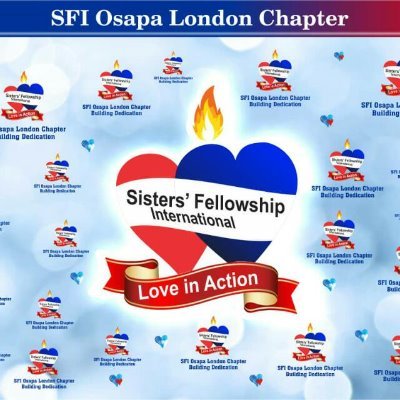 SFI Osapa London Chapter
Sisters' Fellowship
International
Love in Action
SFI Osapa London Chapter
Building Dedication